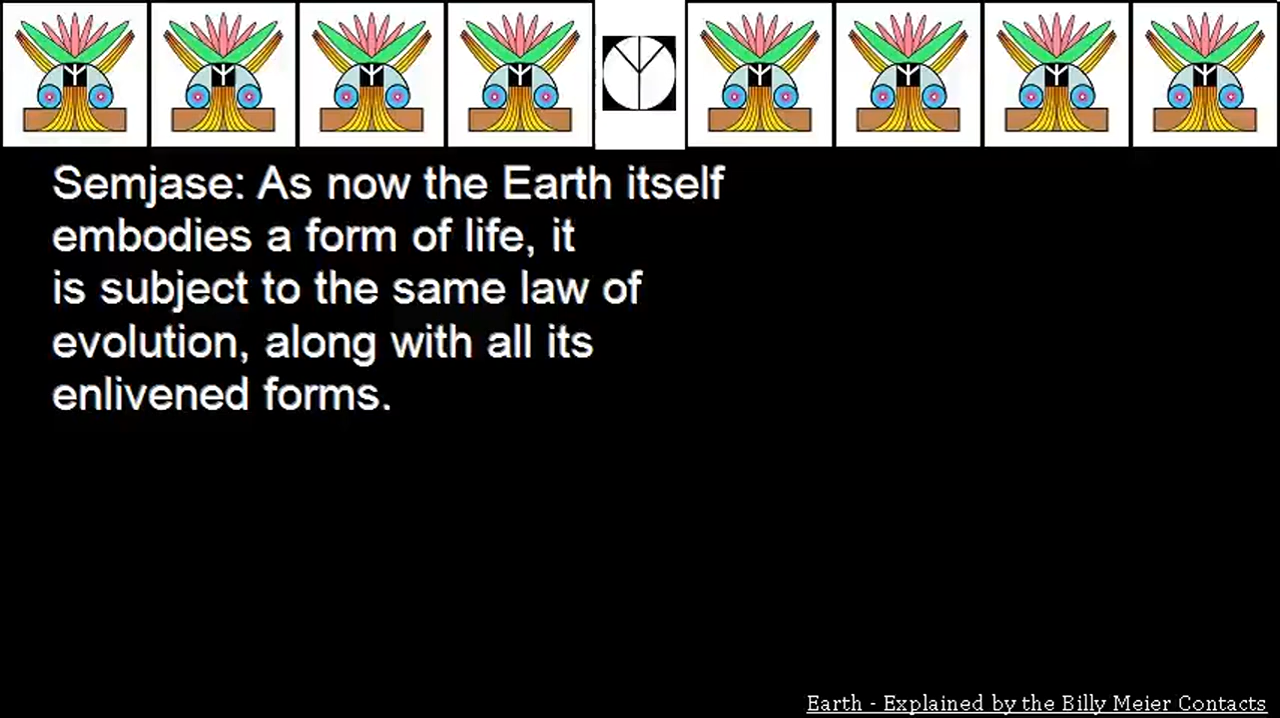 Semjase: As now the Earth itself
embodies a form of life, it
is subject to the same law of
evolution, along with all its
enlivened forms.
Earth - Explained by the Billy Meier Contacts